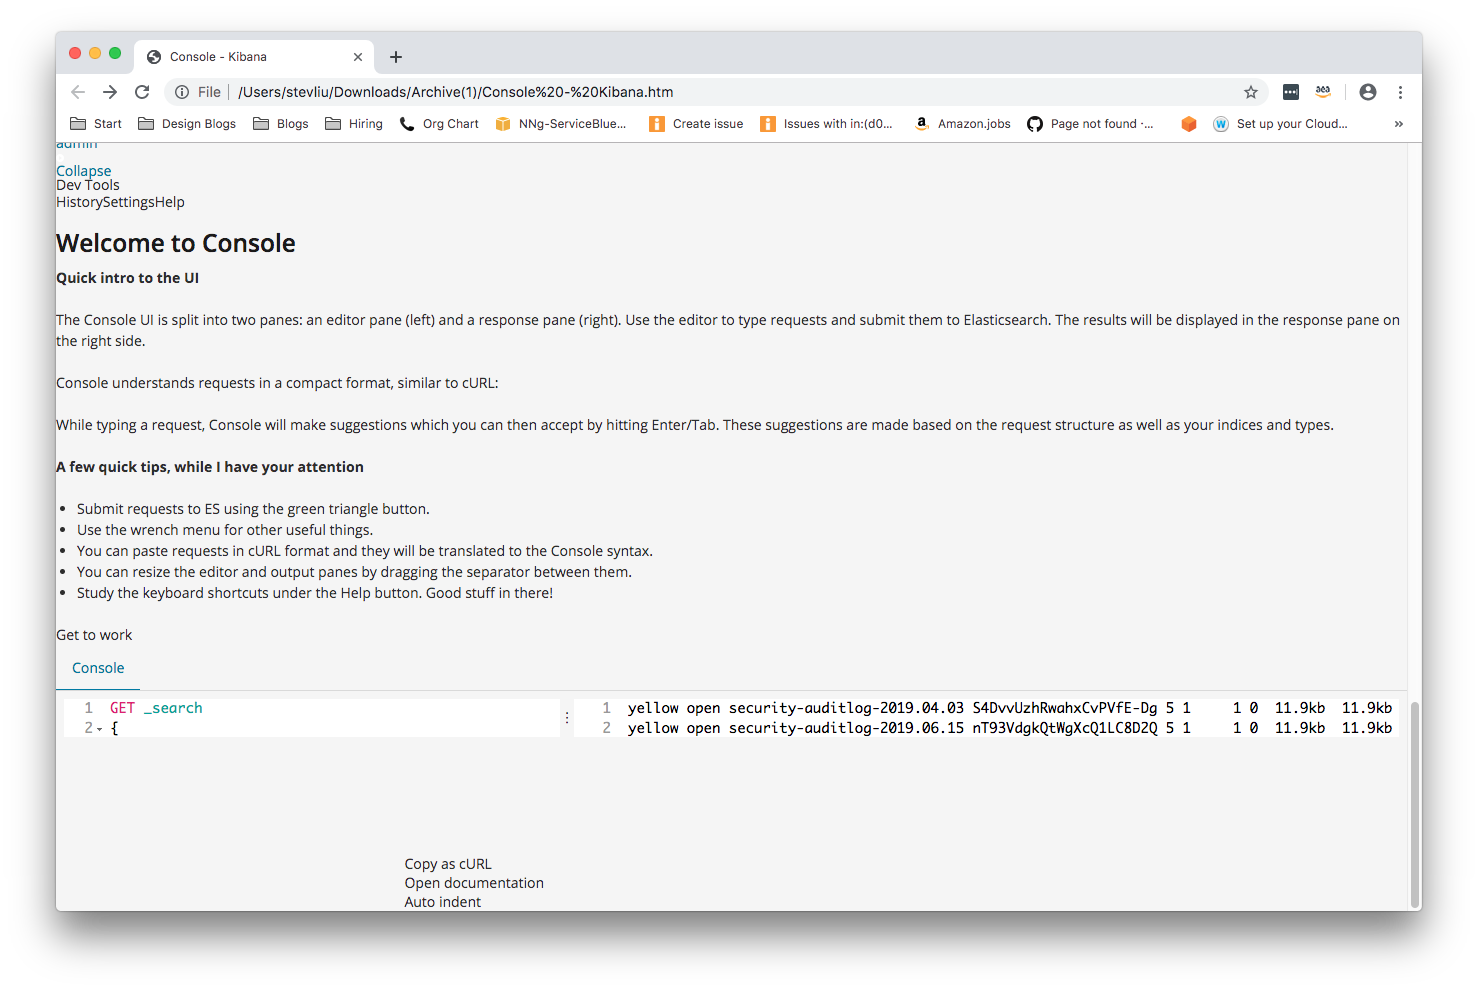 Console - Kibana
File /Users/stevliu/Downloads/Archive(1)/Console%20-%20Kibana.htm
Start Design Blogs Blogs Hiring Org Chart NNg-ServiceBlue... Create issue Issues with in:(d0... Amazon.jobs Page not found ·... Set up your Cloud... »
admin
Collapse
Dev Tools
HistorySettingsHelp
Welcome to Console
Quick intro to the UI
The Console UI is split into two panes: an editor pane (left) and a response pane (right). Use the editor to type requests and submit them to Elasticsearch. The results will be displayed in the response pane on
the right side.
Console understands requests in a compact format, similar to cURL:
While typing a request, Console will make suggestions which you can then accept by hitting Enter/Tab. These suggestions are made based on the request structure as well as your indices and types.
A few quick tips, while I have your attention
• Submit requests to ES using the green triangle button.
• Use the wrench menu for other useful things.
• You can paste requests in cURL format and they will be translated to the Console syntax.
• You can resize the editor and output panes by dragging the separator between them.
• Study the keyboard shortcuts under the Help button. Good stuff in there!
Get to work
Console
1 GET _search
2 {
1 yellow open security-auditlog-2019.04.03 S4DvvUzhRwahxCvPVfE-Dg 5 1 1 0 11.9kb 11.9kb
2 yellow open security-auditlog-2019.06.15 nT93VdgkQtWgXcQ1LC8D2Q 5 1 1 0 11.9kb 11.9kb
Copy as cURL
Open documentation
Auto indent